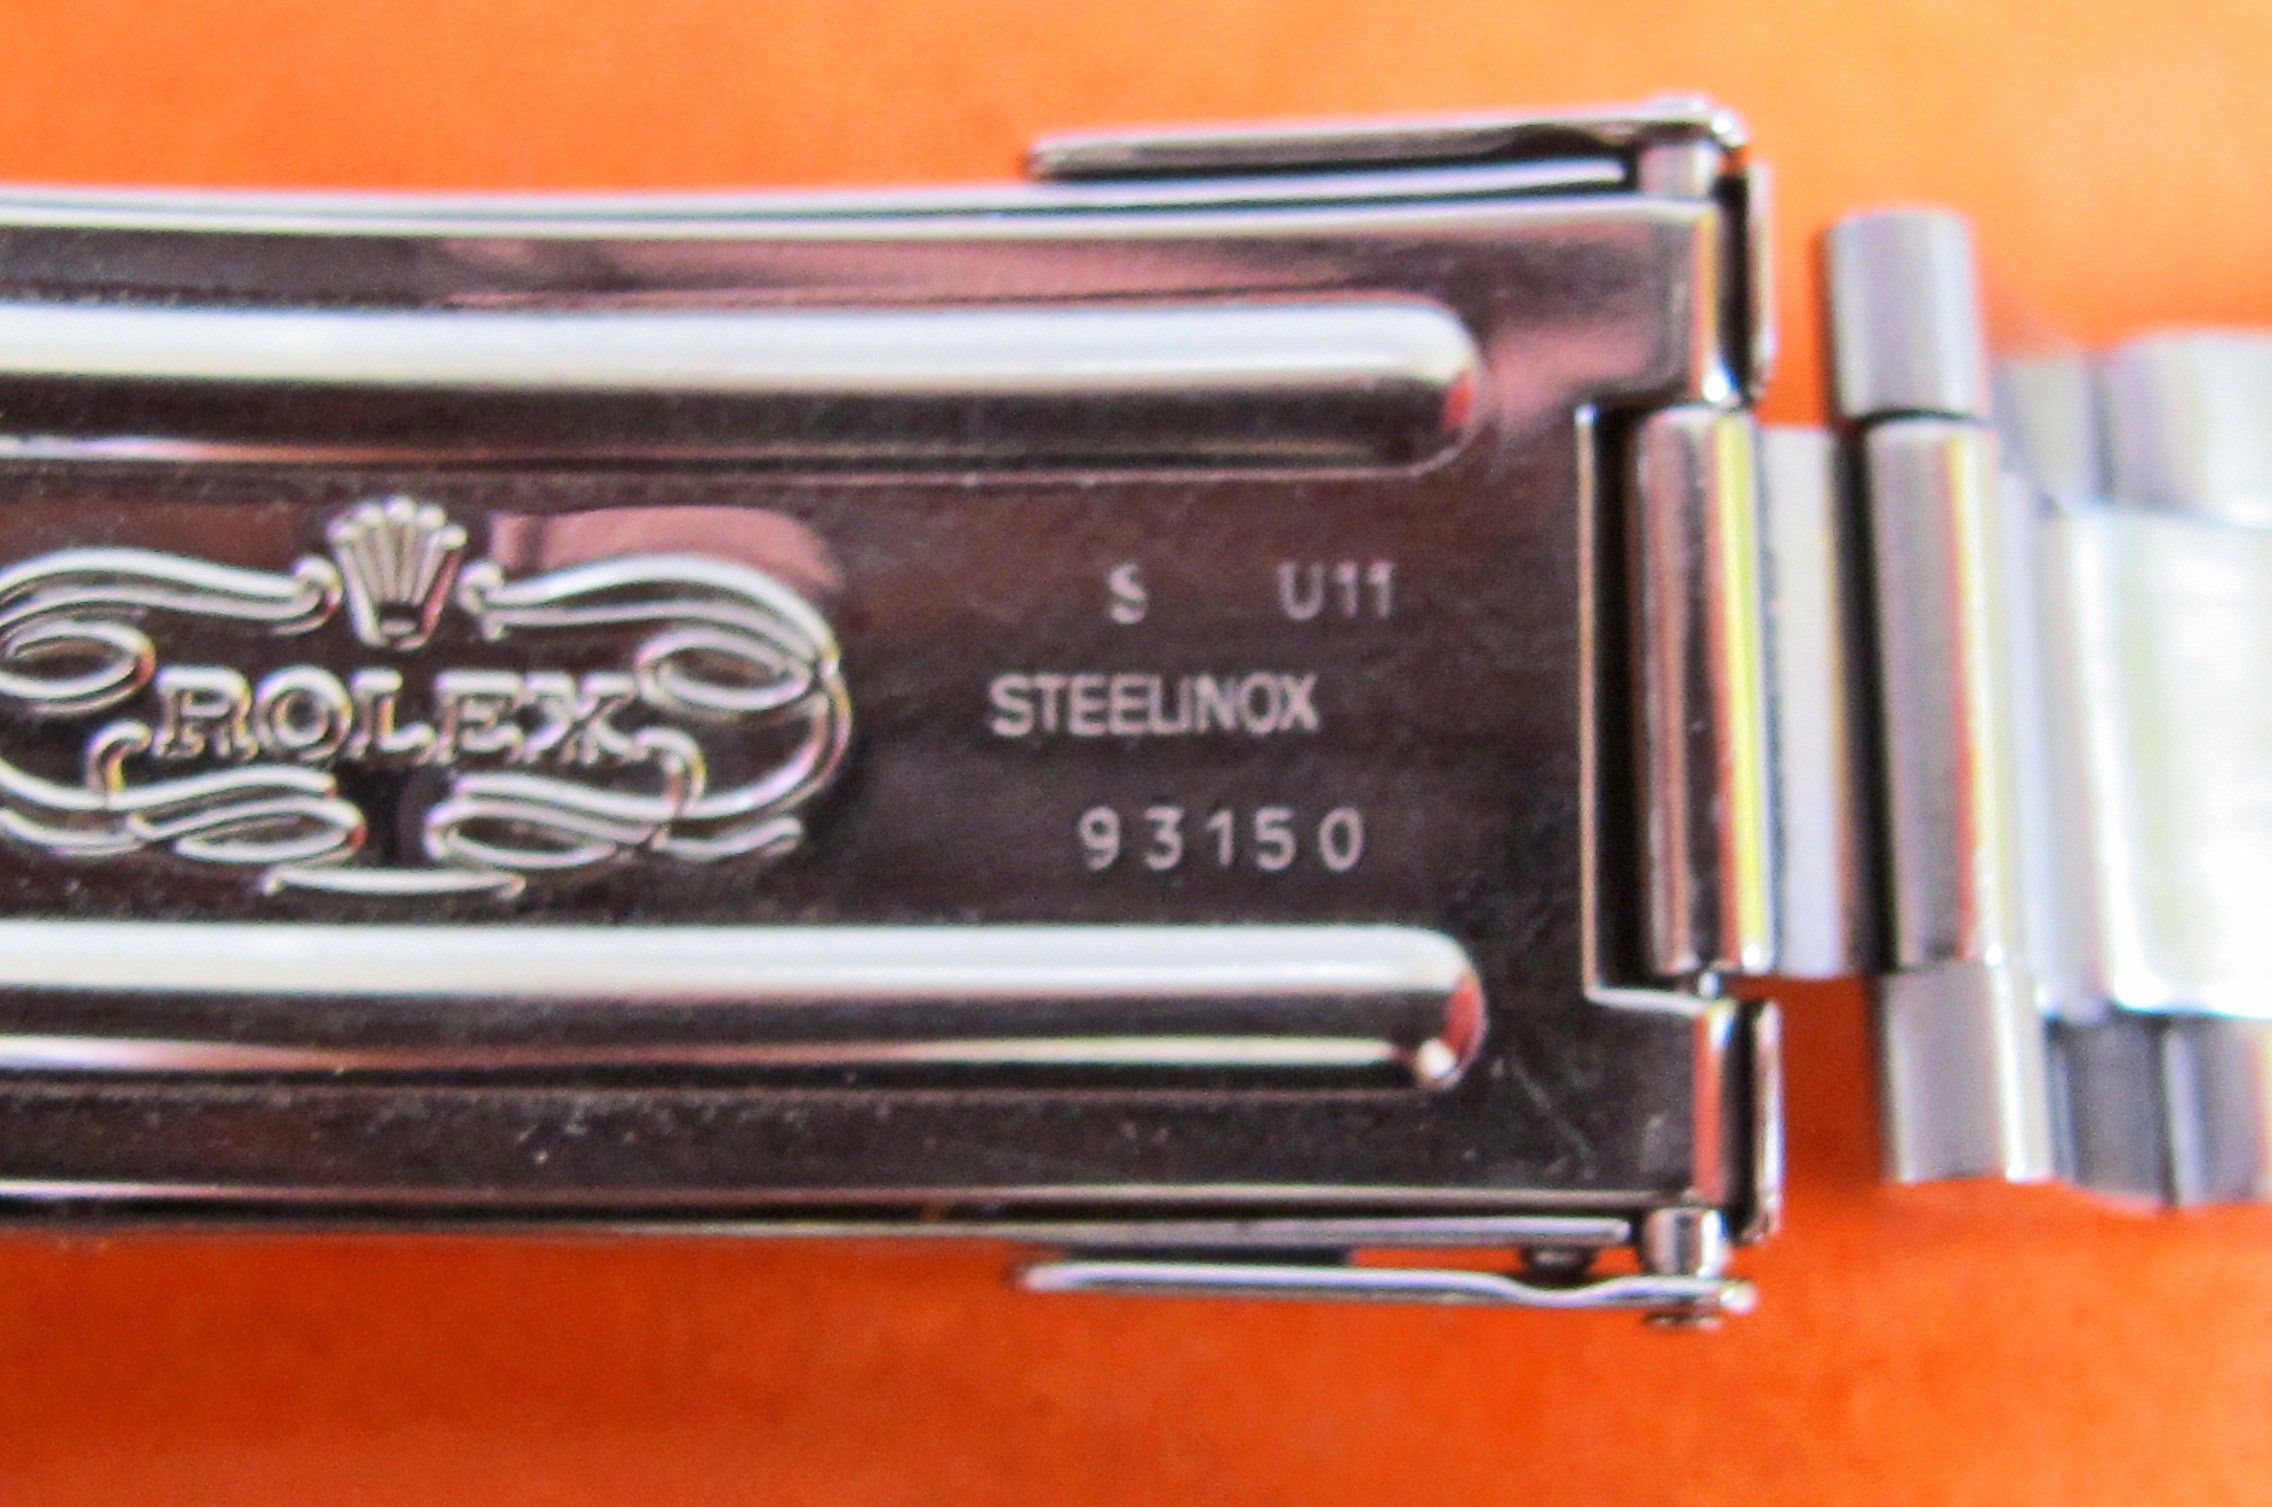 ROLEX
S U11
STEELINOX
93150